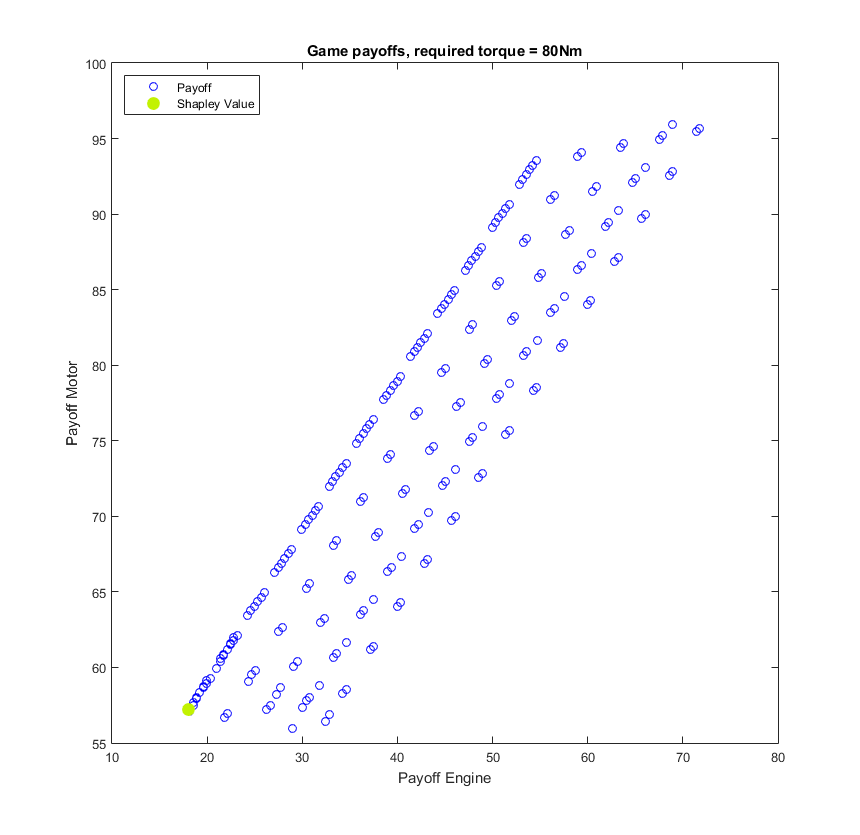 Game payoffs, required torque = 80Nm
Payoff
Shapley Value
Payoff Motor
100
95
90
85
80
75
70
65
60
55
10 20 30 40 50 60 70 80
Payoff Engine